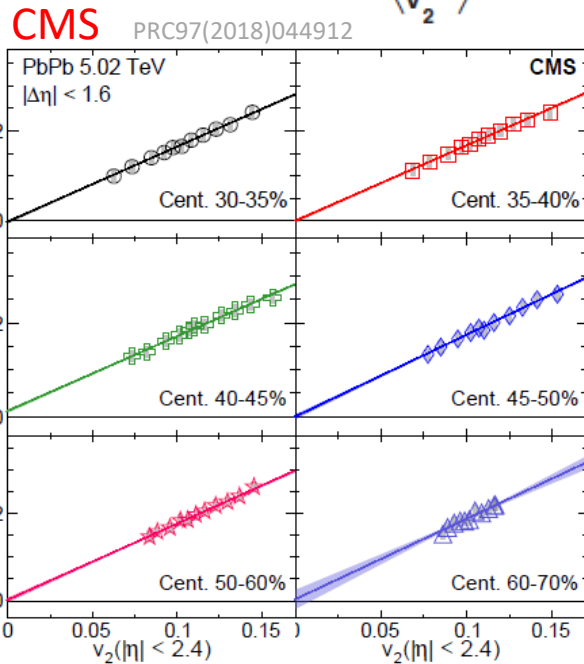 ⟨v₂⟩
CMS PRC97(2018)044912
PbPb 5.02 TeV
|Δη| < 1.6
CMS
Cent. 30-35%
Cent. 35-40%
Cent. 40-45%
Cent. 45-50%
Cent. 50-60%
Cent. 60-70%
0 0.05 0.1 0.15 0.05 0.1 0.15
v₂(|η| < 2.4) v₂(|η| < 2.4)